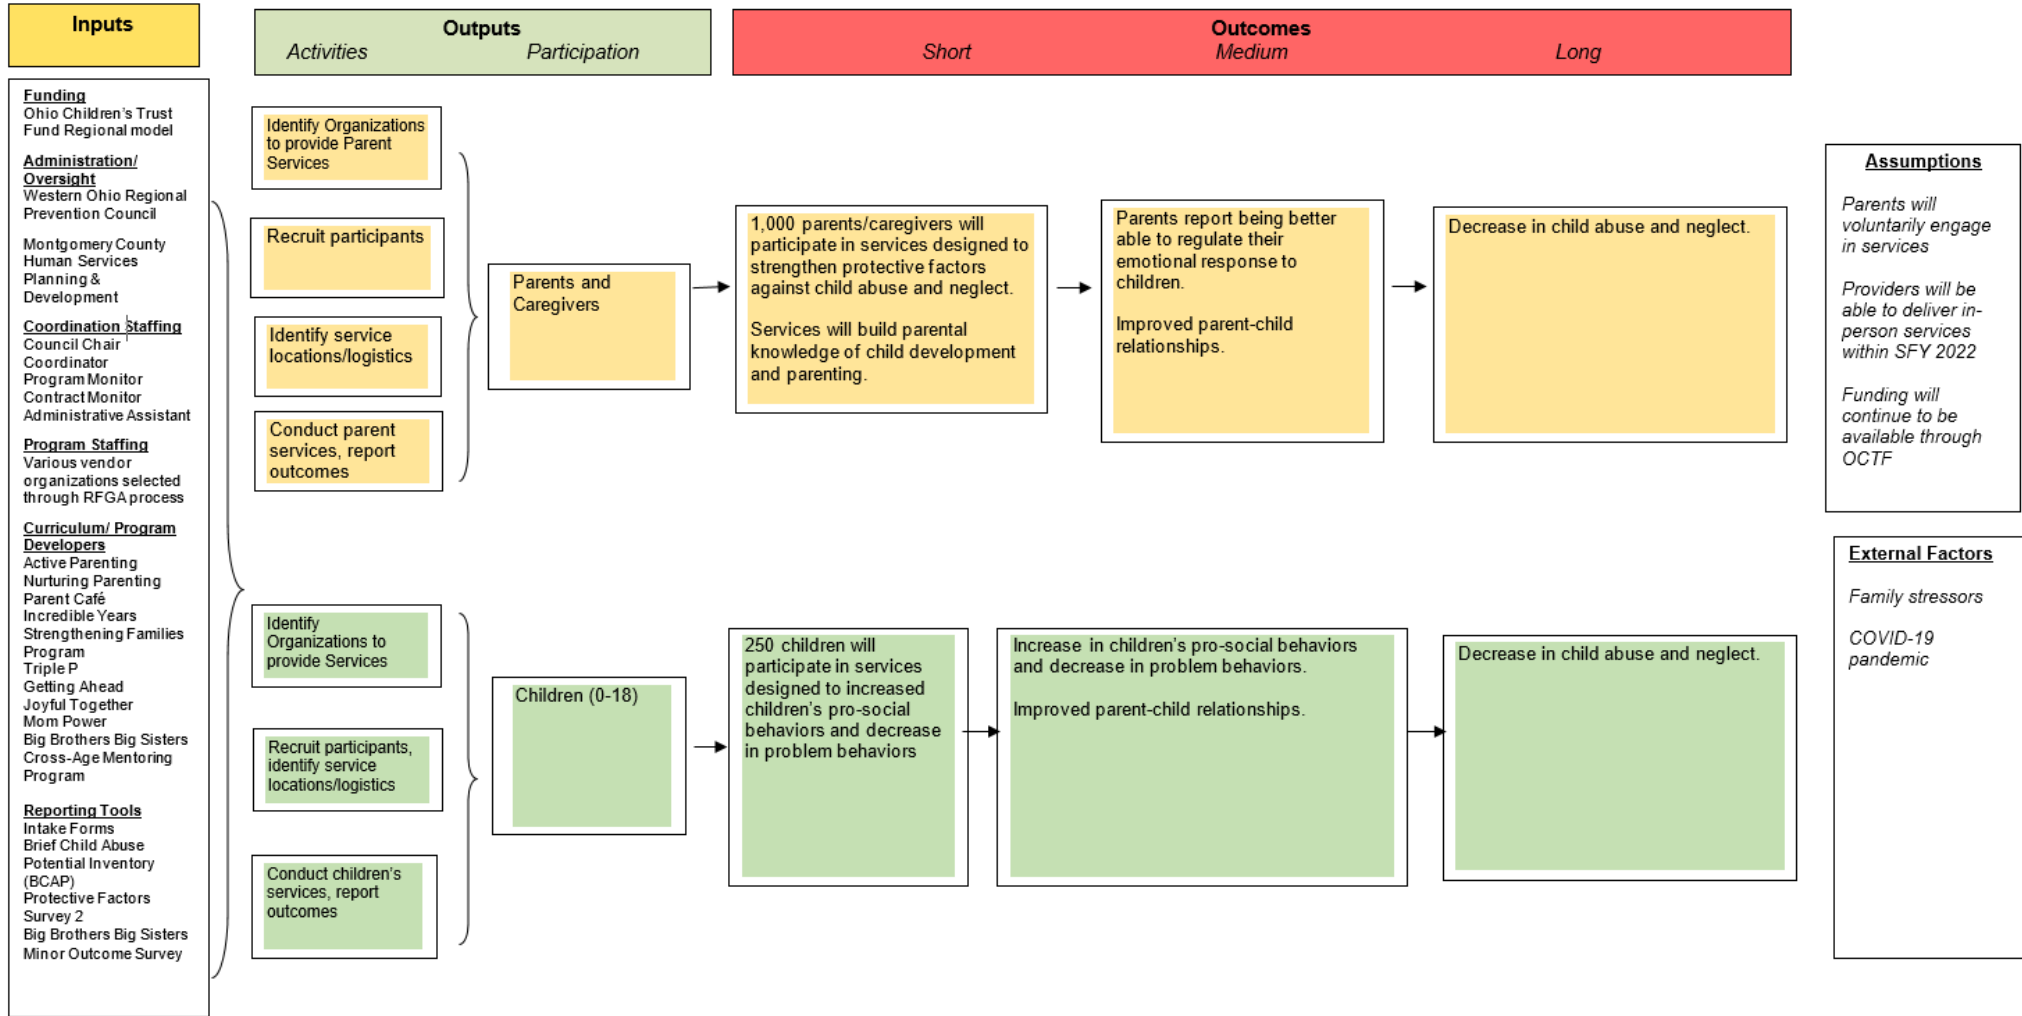 Inputs
Outputs
Activities
Participation
Outcomes
Short
Medium
Long
Funding
Ohio Children's Trust
Fund Regional model
Administration/
Oversight
Western Ohio Regional
Prevention Council
Montgomery County
Human Services
Planning &
Development
Coordination Staffing
Council Chair
Coordinator
Program Monitor
Contract Monitor
Administrative Assistant
Program Staffing
Various vendor
organizations selected
through RFGA process
Curriculum/ Program
Developers
Active Parenting
Nurturing Parenting
Parent Café
Incredible Years
Strengthening Families
Program
Triple P
Getting Ahead
Joyful Together
Mom Power
Big Brothers Big Sisters
Cross-Age Mentoring
Program
Reporting Tools
Intake Forms
Brief Child Abuse
Potential Inventory
(BCAP)
Protective Factors
Survey 2
Big Brothers Big Sisters
Minor Outcome Survey
Identify Organizations
to provide Parent
Services
Recruit participants
Identify service
locations/logistics
Conduct parent
services, report
outcomes
Parents and
Caregivers
1,000 parents/caregivers will
participate in services designed to
strengthen protective factors
against child abuse and neglect.
Services will build parental
knowledge of child development
and parenting.
Parents report being better
able to regulate their
emotional response to
children.
Improved parent-child
relationships.
Decrease in child abuse and neglect.
Identify
Organizations to
provide Services
Recruit participants,
identify service
locations/logistics
Conduct children's
services, report
outcomes
Children (0-18)
250 children will
participate in services
designed to increased
children's pro-social
behaviors and decrease
in problem behaviors
Increase in children's pro-social behaviors
and decrease in problem behaviors.
Improved parent-child relationships.
Decrease in child abuse and neglect.
Assumptions
Parents will
voluntarily engage
in services
Providers will be
able to deliver in-
person services
within SFY 2022
Funding will
continue to be
available through
OCTF
External Factors
Family stressors
COVID-19
pandemic